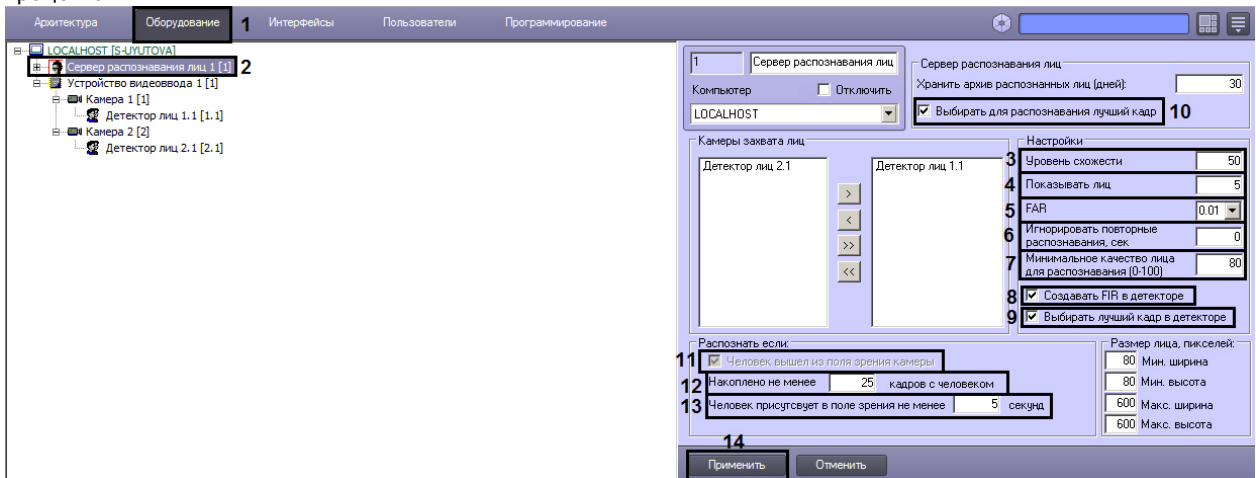 Архитектура Оборудование 1 Интерфейсы Пользователи Программирование
LOCALHOST [S-UYUTOVA]
Сервер распознавания лиц 1 [1] 2
Устройство видеоввода 1 [1]
Камера 1 [1]
Детектор лиц 1.1 [1.1]
Камера 2 [2]
Детектор лиц 2.1 [2.1]
1 Сервер распознавания лиц
Компьютер Отключить
LOCALHOST
Сервер распознавания лиц
Хранить архив распознанных лиц (дней): 30
Выбирать для распознавания лучший кадр 10
Камеры захвата лиц
Детектор лиц 2.1
Детектор лиц 1.1
>
<
>>
<<
Настройки
3 Уровень схожести 50
4 Показывать лиц 5
5 FAR 0.01
6 Игнорировать повторные
распознавания, сек 0
7 Минимальное качество лица
для распознавания (0-100) 80
8 Создавать FIR в детекторе
9 Выбирать лучший кадр в детекторе
Распознать если:
11 Человек вышел из поля зрения камеры
12 Накоплено не менее 25 кадров с человеком
13 Человек присутсвует в поле зрения не менее 5 секунд
Размер лица, пикселей:
80 Мин. ширина
80 Мин. высота
600 Макс. ширина
600 Макс. высота
14
Применить Отменить